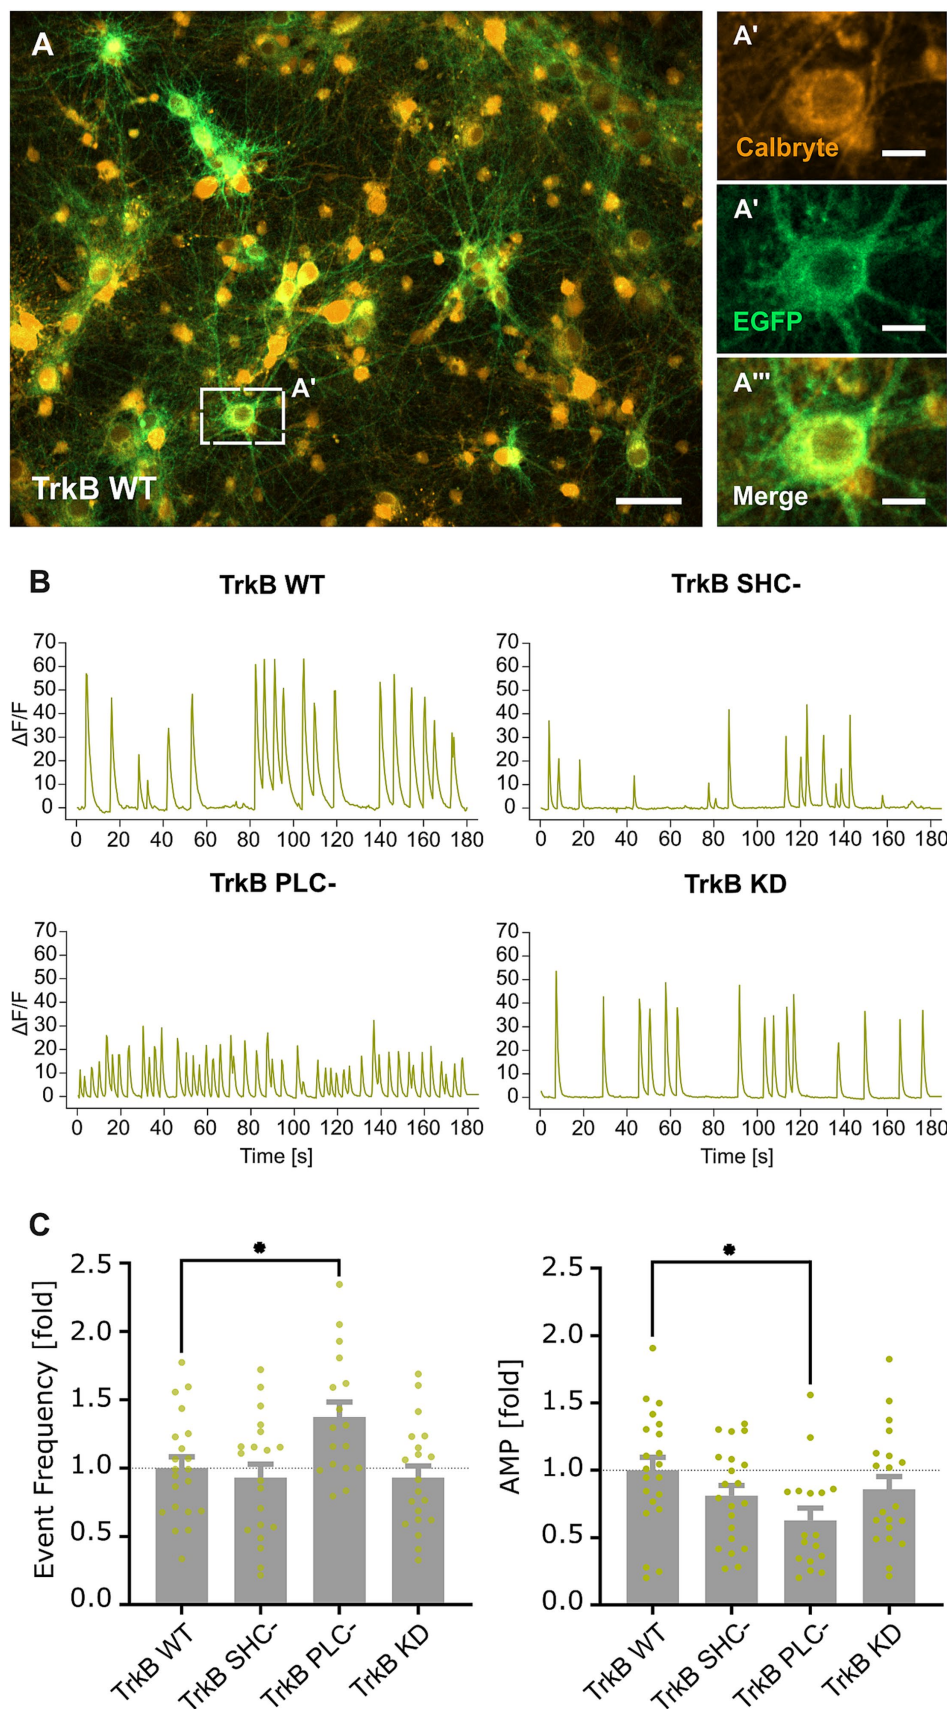 A
A'
TrkB WT
A'
Calbryte
A'
EGFP
A'''
Merge
B
TrkB WT
70
60
50
40
30
20
10
0
ΔF/F
0 20 40 60 80 100 120 140 160 180
TrkB SHC-
70
60
50
40
30
20
10
0
0 20 40 60 80 100 120 140 160 180
TrkB PLC-
70
60
50
40
30
20
10
0
ΔF/F
0 20 40 60 80 100 120 140 160 180
Time [s]
TrkB KD
70
60
50
40
30
20
10
0
0 20 40 60 80 100 120 140 160 180
Time [s]
C
Event Frequency [fold]
2.5
2.0
1.5
1.0
0.5
0.0
*
TrkB WT
TrkB SHC-
TrkB PLC-
TrkB KD
AMP [fold]
2.5
2.0
1.5
1.0
0.5
0.0
*
TrkB WT
TrkB SHC-
TrkB PLC-
TrkB KD